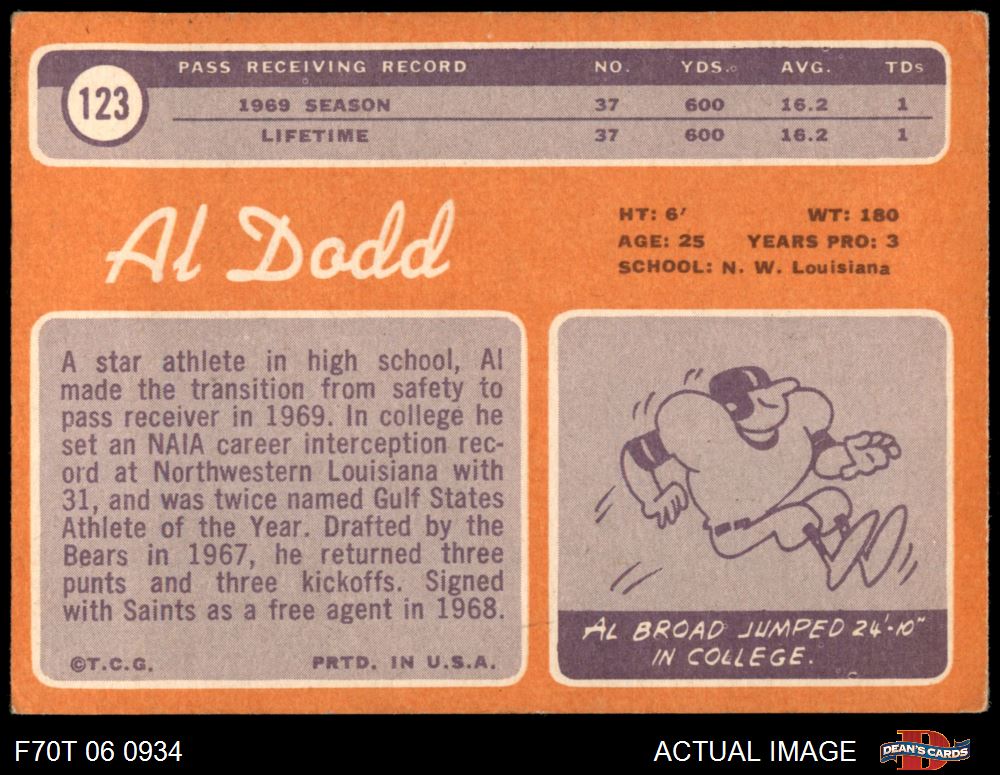 123
PASS RECEIVING RECORD NO. YDS. AVG. TDs
1969 SEASON 37 600 16.2 1
LIFETIME 37 600 16.2 1
Al Dodd
HT: 6' WT: 180
AGE: 25 YEARS PRO: 3
SCHOOL: N. W. Louisiana
A star athlete in high school, Al
made the transition from safety to
pass receiver in 1969. In college he
set an NAIA career interception rec-
ord at Northwestern Louisiana with
31, and was twice named Gulf States
Athlete of the Year. Drafted by the
Bears in 1967, he returned three
punts and three kickoffs. Signed
with Saints as a free agent in 1968.
©T.C.G. PRTD. IN U.S.A.
AL BROAD JUMPED 24'-10"
IN COLLEGE.
F70T 06 0934
ACTUAL IMAGE
D
DEAN'S CARDS